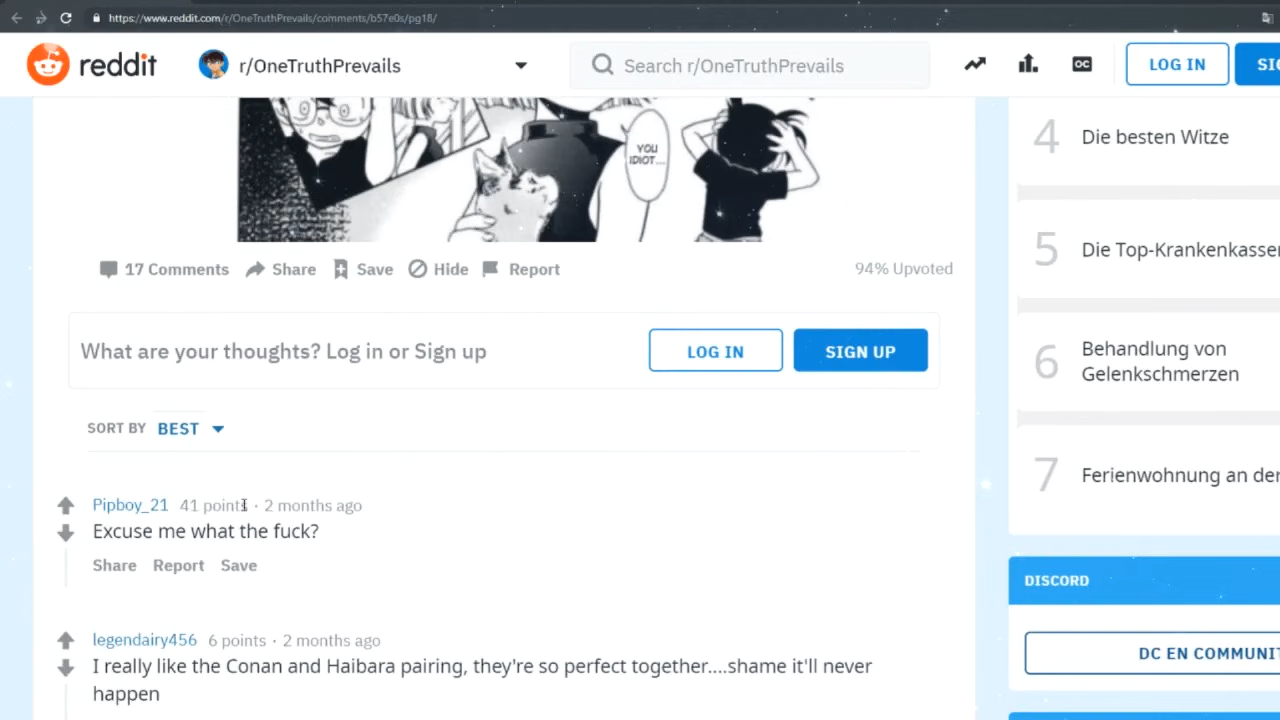 https://www.reddit.com/r/OneTruthPrevails/comments/b57e0s/pg18/
reddit r/OneTruthPrevails Search r/OneTruthPrevails OC LOG IN SIG
YOU
IDIOT...
17 Comments Share Save Hide Report 94% Upvoted
What are your thoughts? Log in or Sign up LOG IN SIGN UP
SORT BY BEST
Pipboy_21 41 points · 2 months ago
Excuse me what the fuck?
Share Report Save
legendairy456 6 points · 2 months ago
I really like the Conan and Haibara pairing, they're so perfect together....shame it'll never
happen
4 Die besten Witze
5 Die Top-Krankenkassen
6 Behandlung von
Gelenkschmerzen
7 Ferienwohnung an der
DISCORD
DC EN COMMUNIT